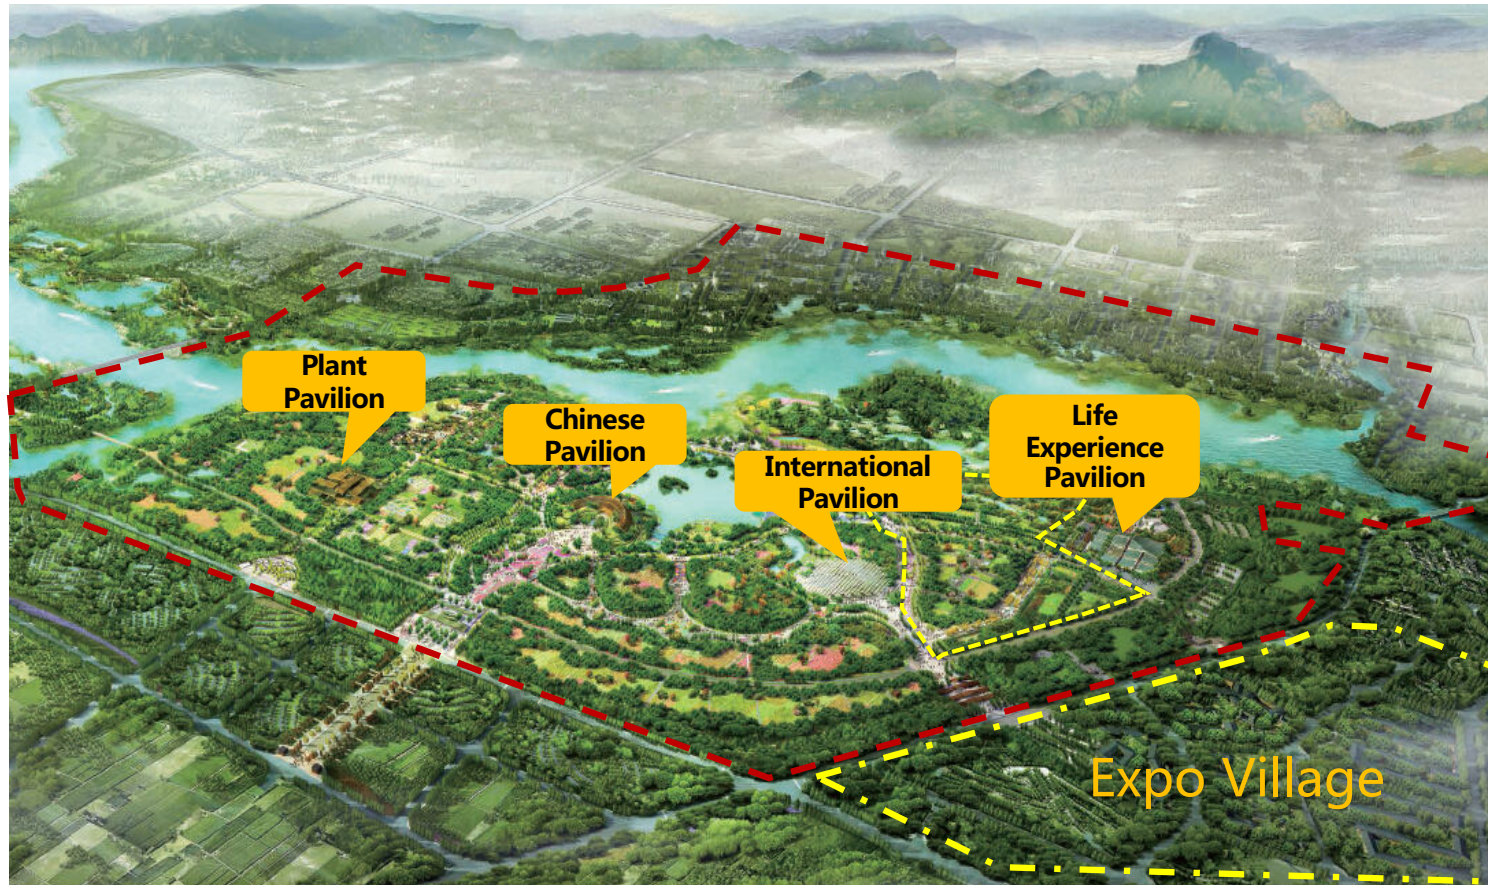 Plant
Pavilion
Chinese
Pavilion
International
Pavilion
Life
Experience
Pavilion
Expo Village